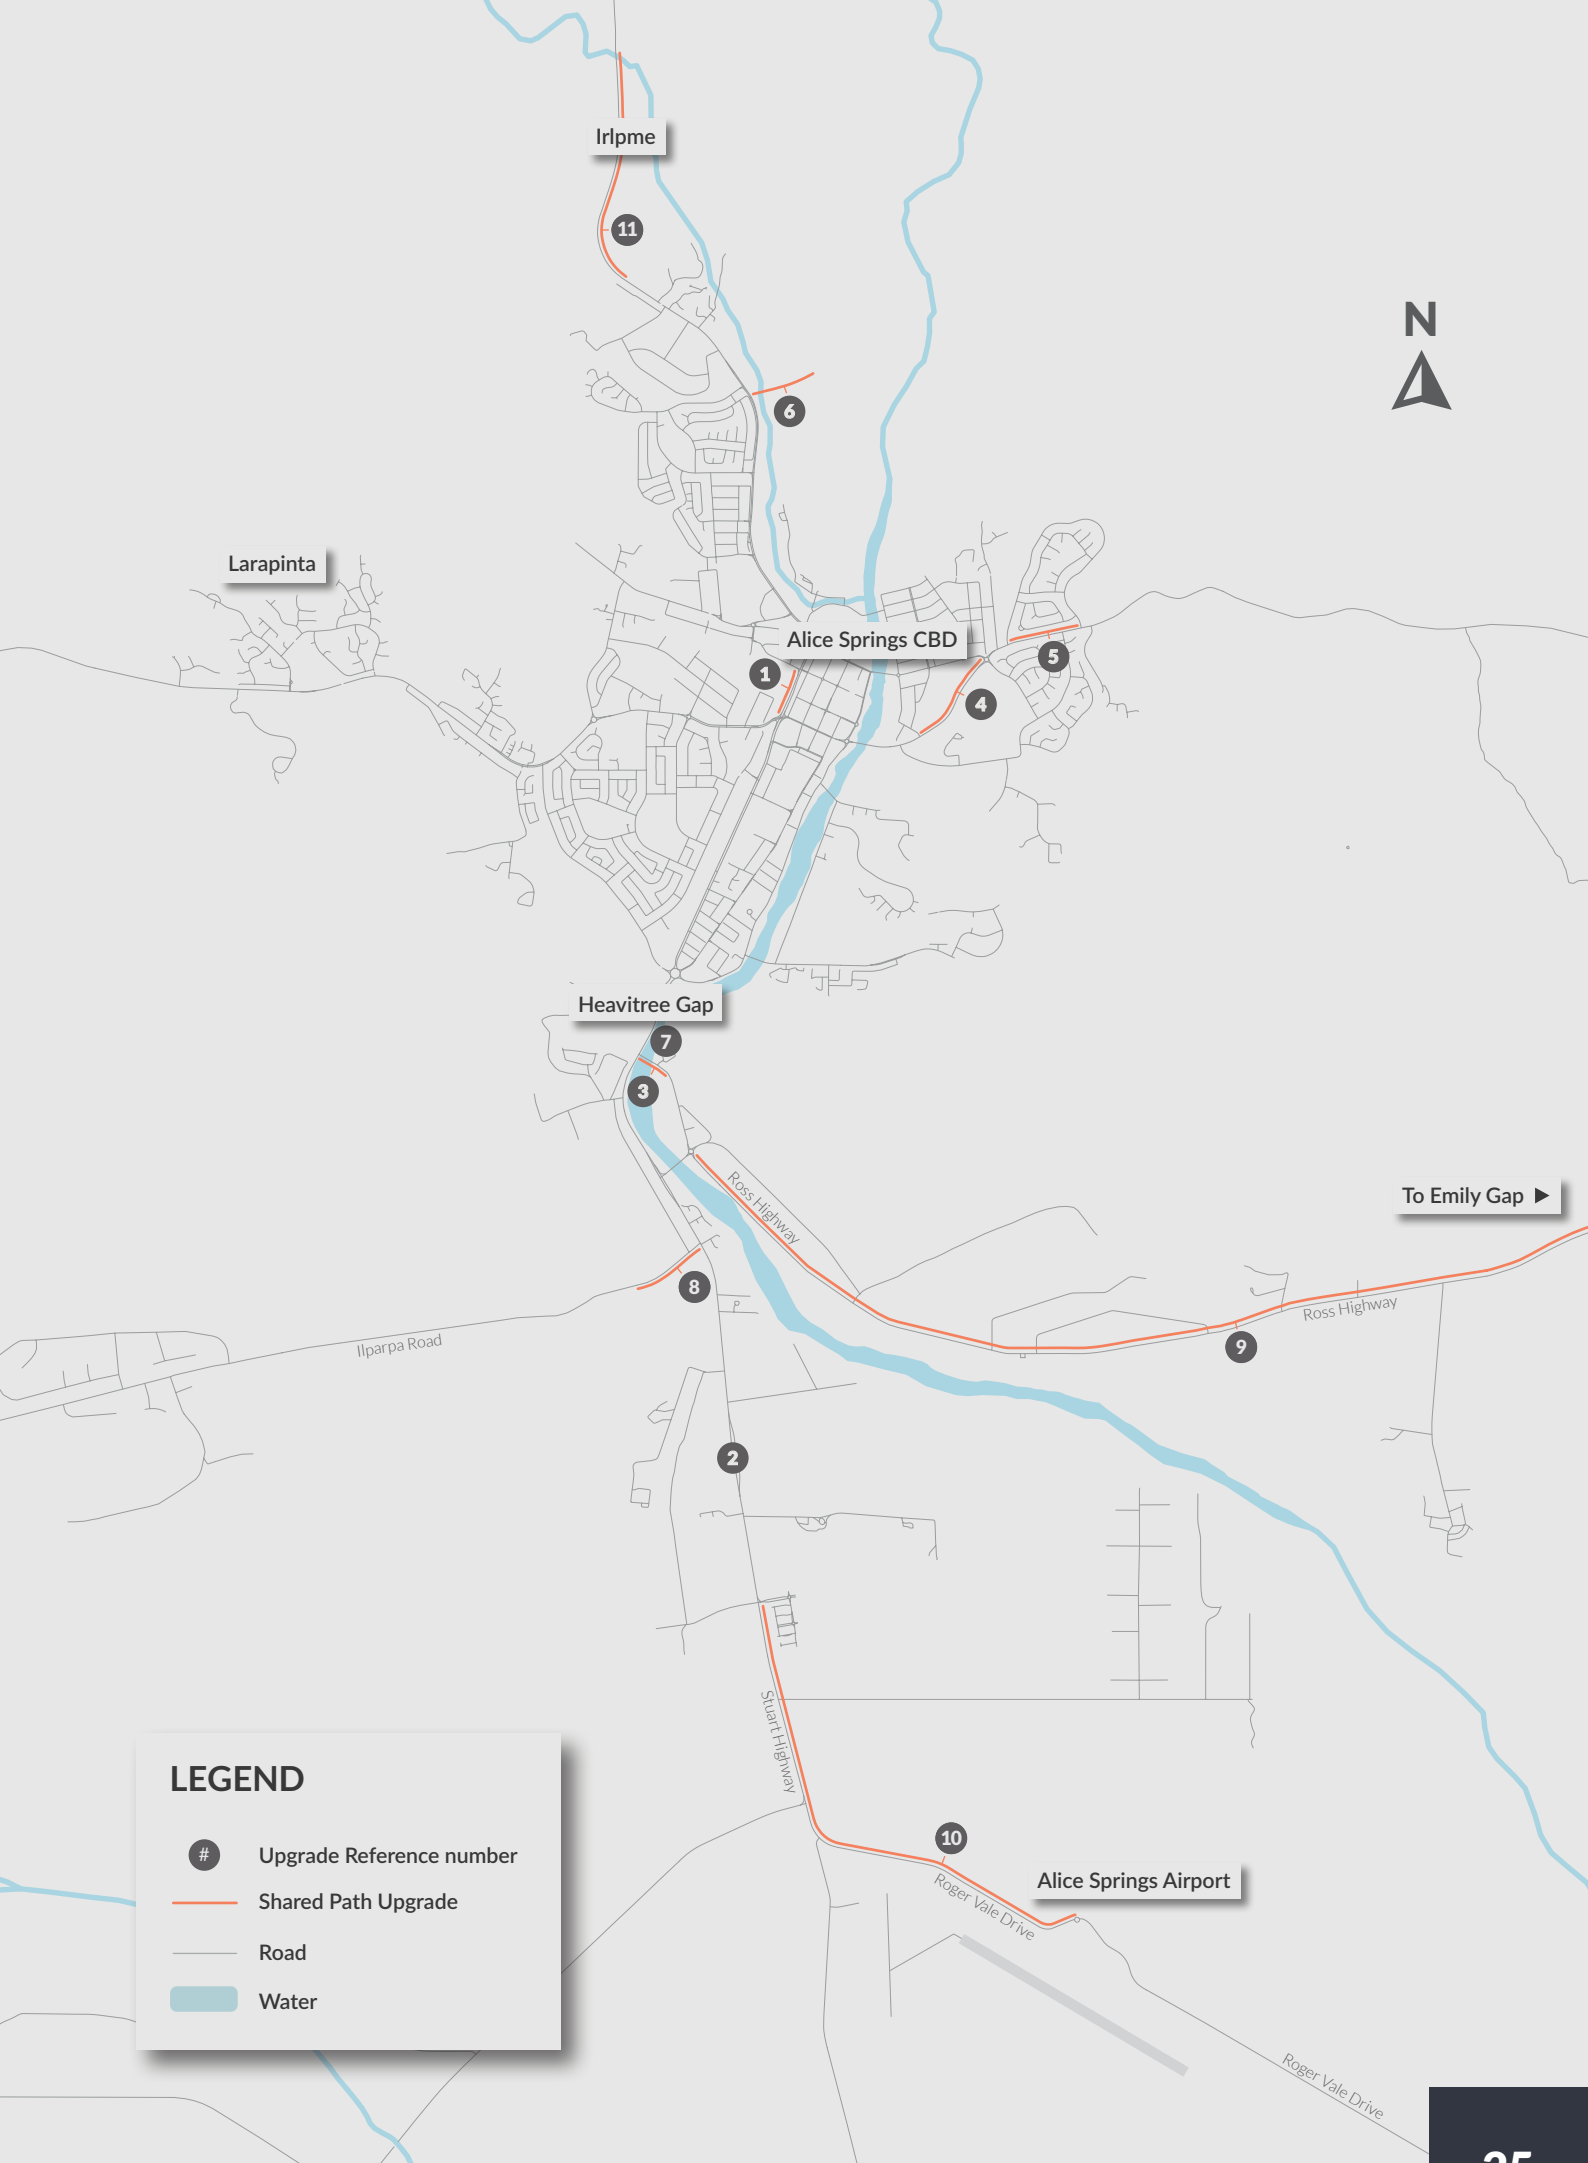 Irlpme
11
N
6
Larapinta
Alice Springs CBD
1
5
4
Heavitree Gap
7
3
Ross Highway
To Emily Gap ▶
8
Ross Highway
Ilparpa Road
9
2
Stuart Highway
LEGEND
# Upgrade Reference number
Shared Path Upgrade
Road
Water
10
Alice Springs Airport
Roger Vale Drive
Roger Vale Drive